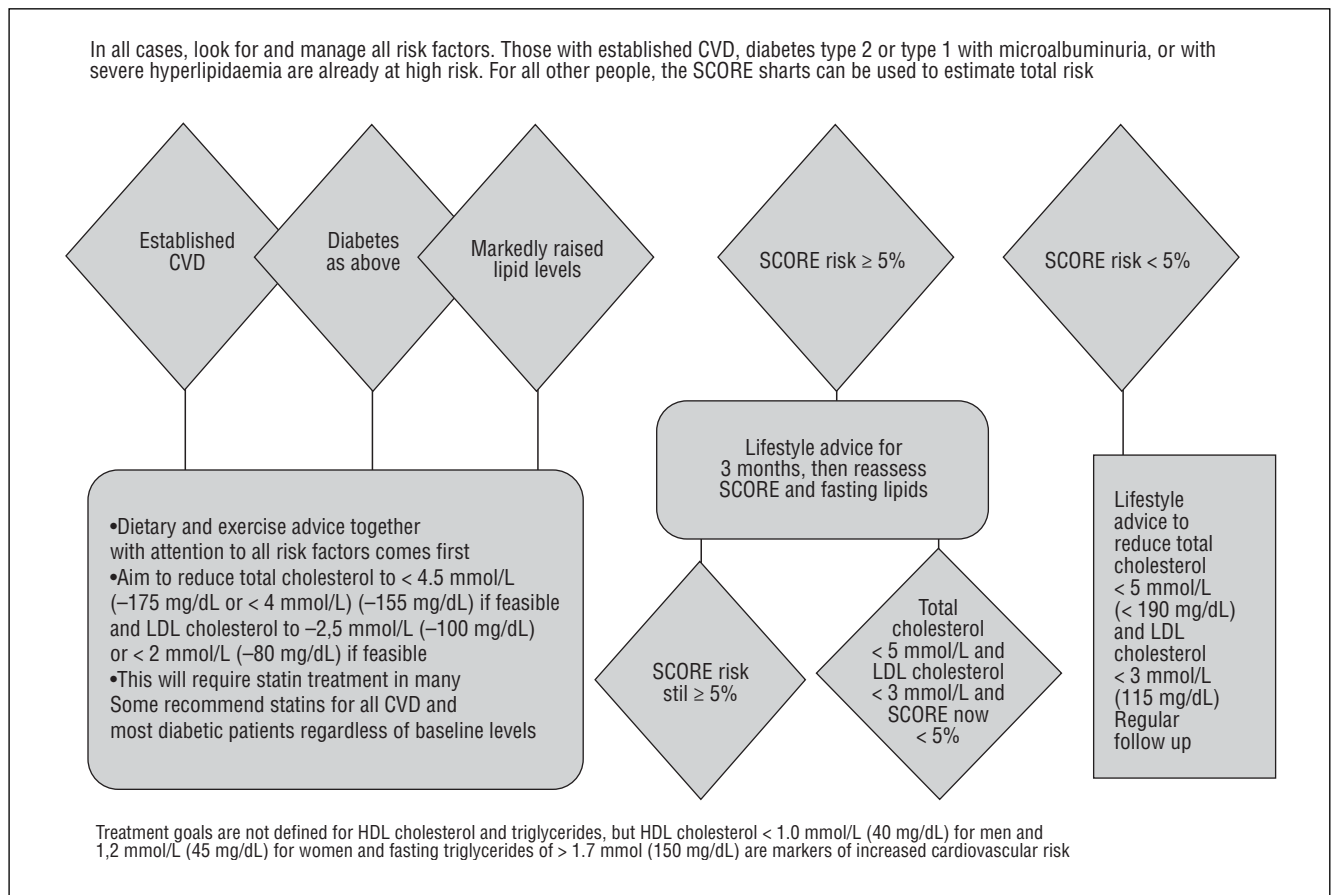 In all cases, look for and manage all risk factors. Those with established CVD, diabetes type 2 or type 1 with microalbuminuria, or with
severe hyperlipidaemia are already at high risk. For all other people, the SCORE sharts can be used to estimate total risk
Established
CVD
Diabetes
as above
Markedly raised
lipid levels
SCORE risk ≥ 5%
SCORE risk < 5%
•Dietary and exercise advice together
with attention to all risk factors comes first
•Aim to reduce total cholesterol to < 4.5 mmol/L
(–175 mg/dL or < 4 mmol/L) (–155 mg/dL) if feasible
and LDL cholesterol to –2,5 mmol/L (–100 mg/dL)
or < 2 mmol/L (–80 mg/dL) if feasible
•This will require statin treatment in many
Some recommend statins for all CVD and
most diabetic patients regardless of baseline levels
Lifestyle advice for
3 months, then reassess
SCORE and fasting lipids
SCORE risk
stil ≥ 5%
Total
cholesterol
< 5 mmol/L and
LDL cholesterol
< 3 mmol/L and
SCORE now
< 5%
Lifestyle
advice to
reduce total
cholesterol
< 5 mmol/L
(< 190 mg/dL)
and LDL
cholesterol
< 3 mmol/L
(115 mg/dL)
Regular
follow up
Treatment goals are not defined for HDL cholesterol and triglycerides, but HDL cholesterol < 1.0 mmol/L (40 mg/dL) for men and
1,2 mmol/L (45 mg/dL) for women and fasting triglycerides of > 1.7 mmol (150 mg/dL) are markers of increased cardiovascular risk